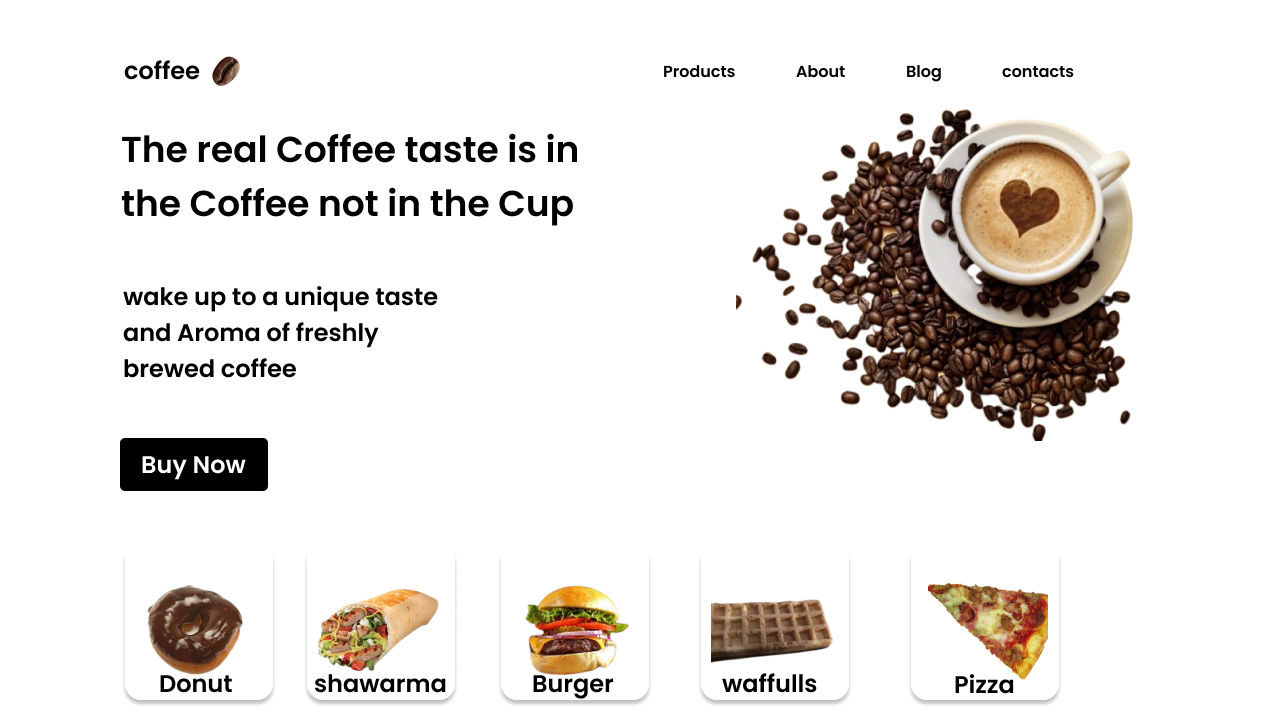 coffee
Products About Blog contacts
The real Coffee taste is in
the Coffee not in the Cup
wake up to a unique taste
and Aroma of freshly
brewed coffee
Buy Now
Donut shawarma Burger waffulls Pizza